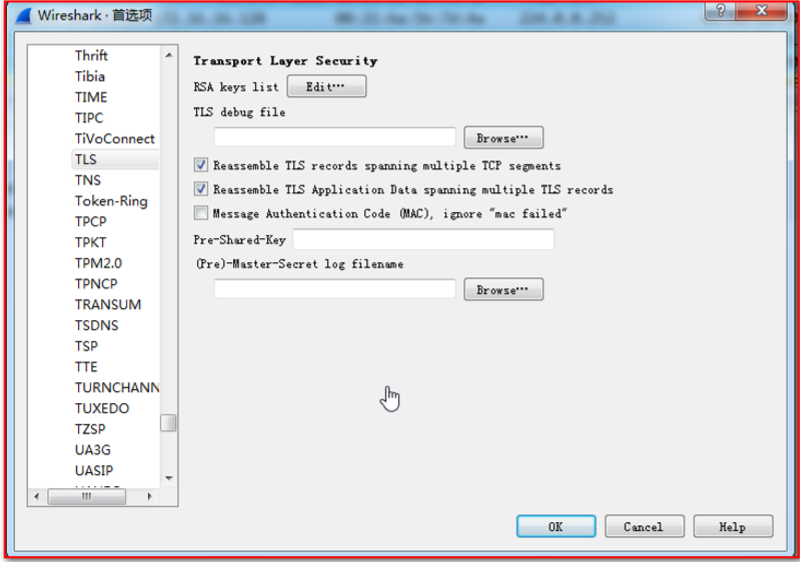 Wireshark · 首选项
Thrift
Tibia
TIME
TIPC
TiVoConnect
TLS
TNS
Token-Ring
TPCP
TPKT
TPM2.0
TPNCP
TRANSUM
TSDNS
TSP
TTE
TURNCHANN
TUXEDO
TZSP
UA3G
UASIP
Transport Layer Security
RSA keys list Edit…
TLS debug file
Browse…
Reassemble TLS records spanning multiple TCP segments
Reassemble TLS Application Data spanning multiple TLS records
Message Authentication Code (MAC), ignore "mac failed"
Pre-Shared-Key
(Pre)-Master-Secret log filename
Browse…
OK Cancel Help